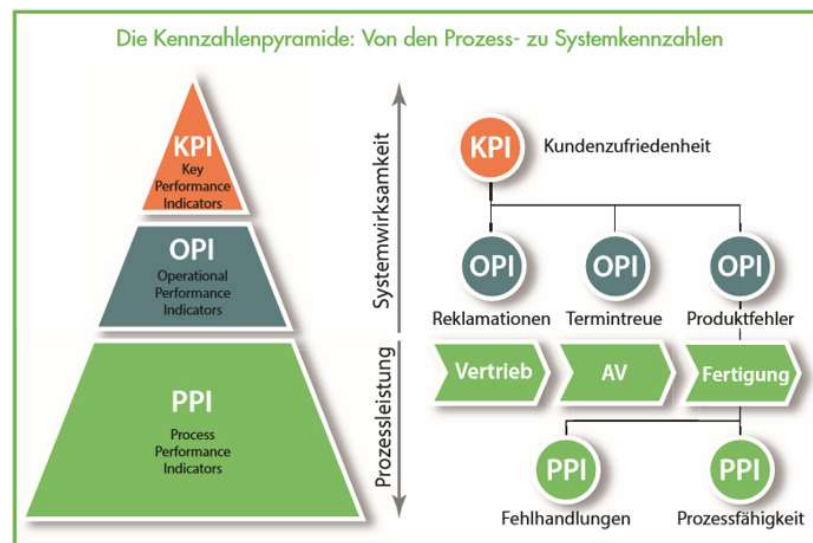 Die Kennzahlenpyramide: Von den Prozess- zu Systemkennzahlen
KPI
Key
Performance
Indicators
OPI
Operational
Performance
Indicators
PPI
Process
Performance
Indicators
Systemwirksamkeit
Prozessleistung
KPI
Kundenzufriedenheit
OPI
OPI
OPI
Reklamationen
Termintreue
Produktfehler
Vertrieb
AV
Fertigung
PPI
PPI
Fehlhandlungen
Prozessfähigkeit